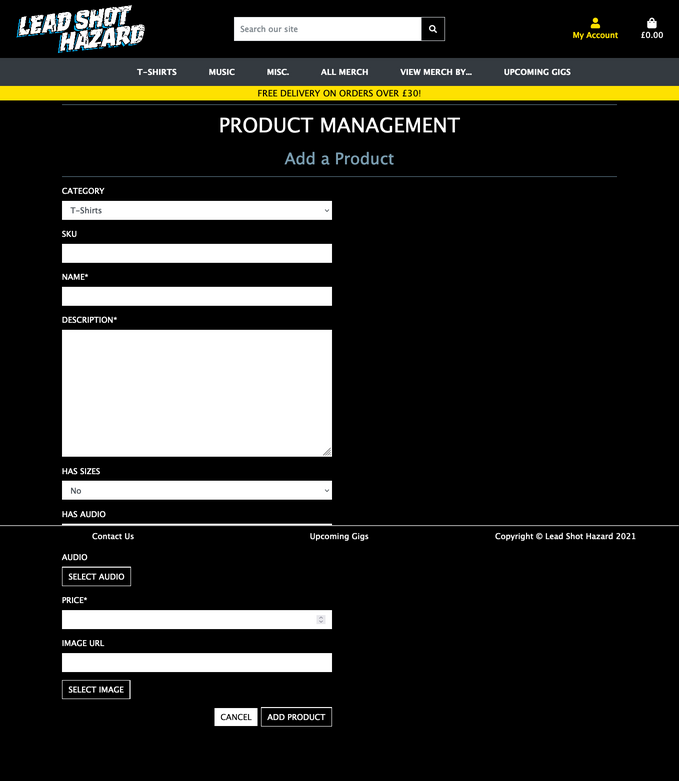 LEAD SHOT
HAZARD
Search our site
My Account
£0.00
T-SHIRTS MUSIC MISC. ALL MERCH VIEW MERCH BY... UPCOMING GIGS
FREE DELIVERY ON ORDERS OVER £30!
PRODUCT MANAGEMENT
Add a Product
CATEGORY
T-Shirts
SKU
NAME*
DESCRIPTION*
HAS SIZES
No
HAS AUDIO
Contact Us Upcoming Gigs Copyright © Lead Shot Hazard 2021
AUDIO
SELECT AUDIO
PRICE*
IMAGE URL
SELECT IMAGE
CANCEL ADD PRODUCT